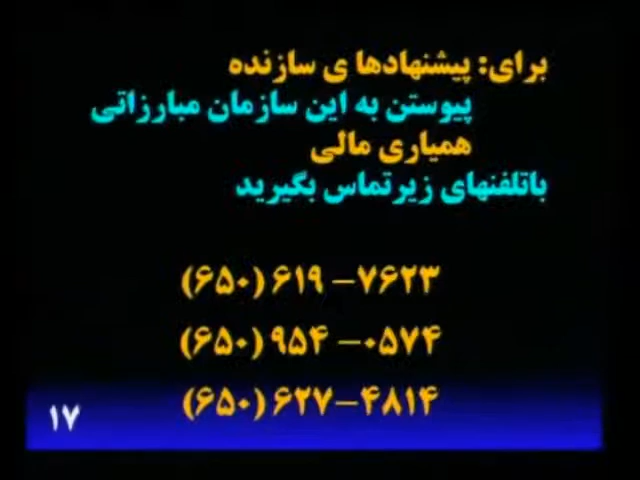 برای: پیشنهادها ی سازنده
پیوستن به این سازمان مبارزاتی
همیاری مالی
باتلفنهای زیرتماس بگیرید
(۶۵۰) ۶۱۹ –۷۶۲۳
(۶۵۰) ۹۵۴ –۰۵۷۴
(۶۵۰) ۶۲۷–۴۸۱۴
۱۷